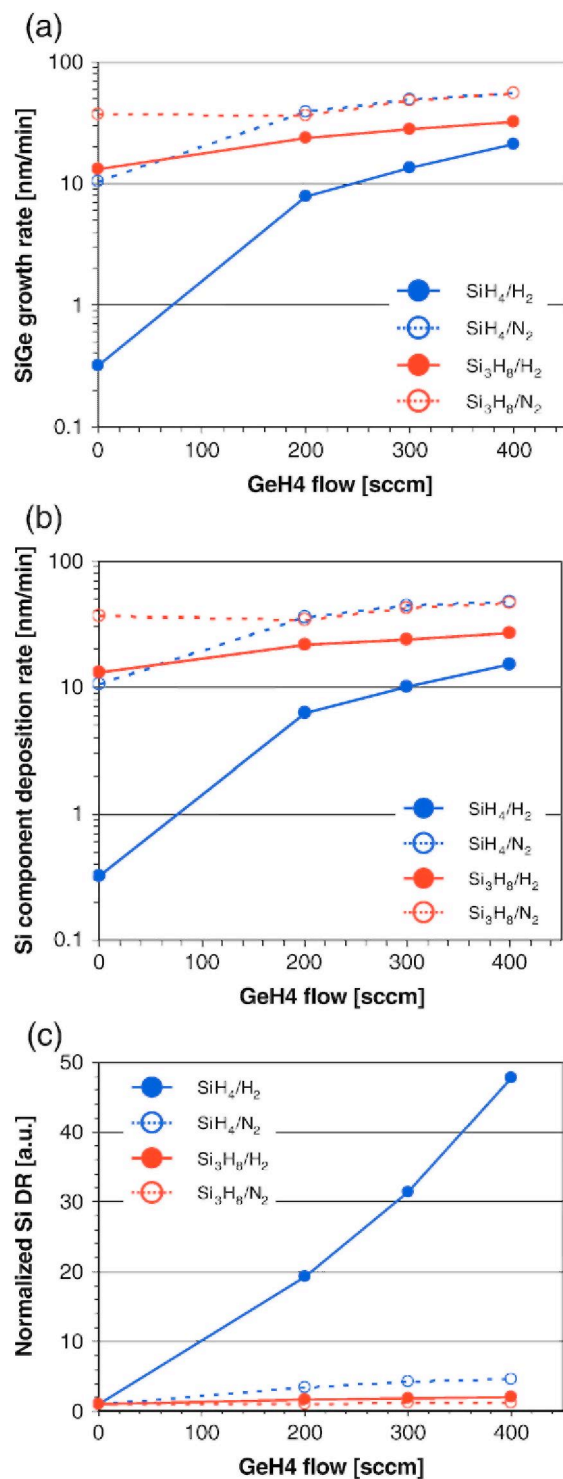 (a)
100
10
1
0.1
SiGe growth rate [nm/min]
SiH₄/H₂
SiH₄/N₂
Si₃H₈/H₂
Si₃H₈/N₂
0 100 200 300 400
GeH4 flow [sccm]
(b)
100
10
1
0.1
Si component deposition rate [nm/min]
SiH₄/H₂
SiH₄/N₂
Si₃H₈/H₂
Si₃H₈/N₂
0 100 200 300 400
GeH4 flow [sccm]
(c)
50
40
30
20
10
0
Normalized Si DR [a.u.]
SiH₄/H₂
SiH₄/N₂
Si₃H₈/H₂
Si₃H₈/N₂
0 100 200 300 400
GeH4 flow [sccm]